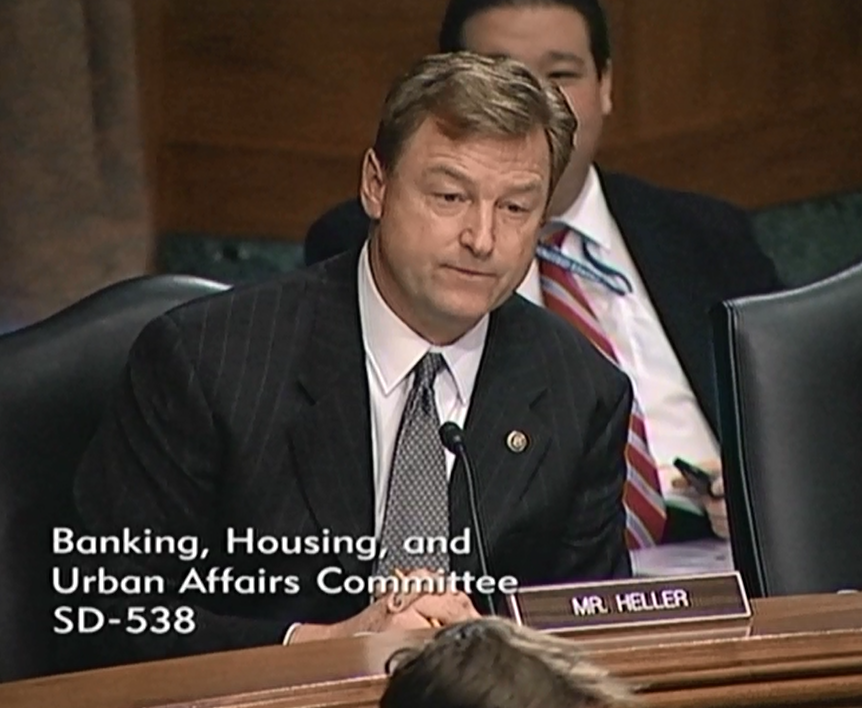 Banking, Housing, and
Urban Affairs Committee
SD-538
MR. HELLER